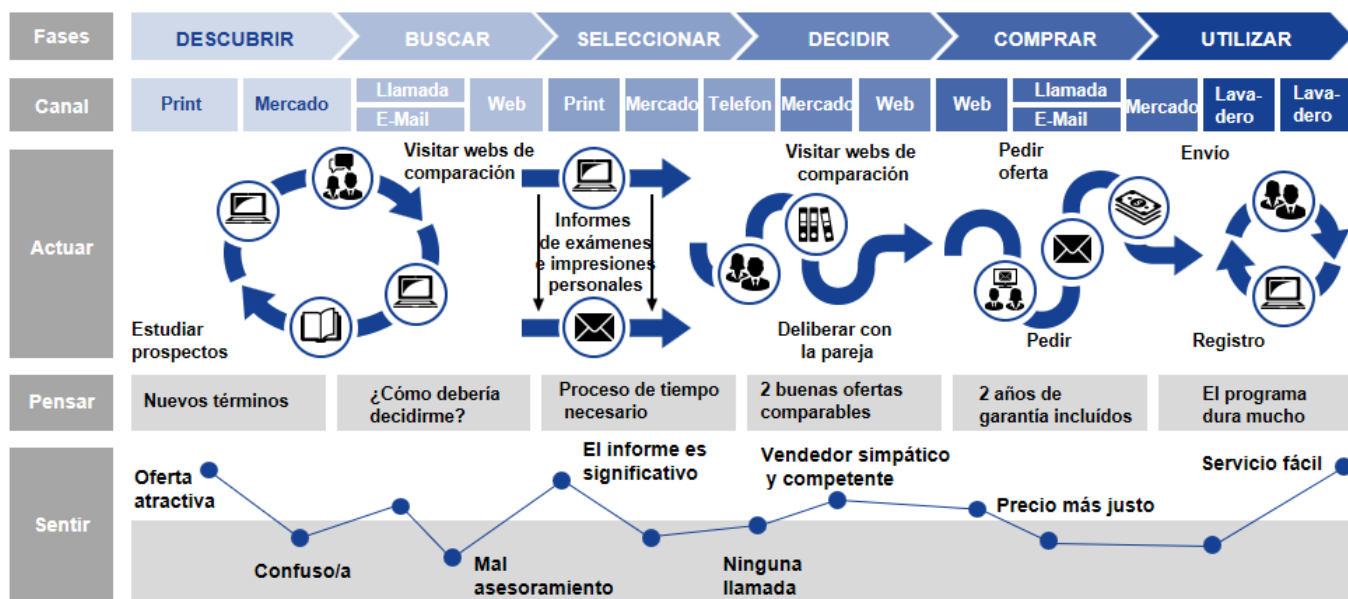 Fases
DESCUBRIR
BUSCAR
SELECCIONAR
DECIDIR
COMPRAR
UTILIZAR
Canal
Print
Mercado
Llamada
E-Mail
Web
Print
Mercado
Telefon
Mercado
Web
Web
Llamada
E-Mail
Mercado
Lava-
dero
Lava-
dero
Actuar
Estudiar
prospectos
Visitar webs de
comparación
Informes
de exámenes
e impresiones
personales
Visitar webs de
comparación
Deliberar con
la pareja
Pedir
oferta
Pedir
Envío
Registro
Pensar
Nuevos términos
¿Cómo debería
decidirme?
Proceso de tiempo
necesario
2 buenas ofertas
comparables
2 años de
garantía incluídos
El programa
dura mucho
Sentir
Oferta
atractiva
Confuso/a
Mal
asesoramiento
El informe es
significativo
Ninguna
llamada
Vendedor simpático
y competente
Precio más justo
Servicio fácil